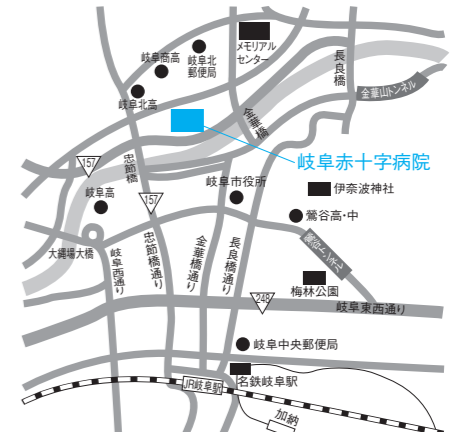 メモリアル
センター
岐阜商高
岐阜北
郵便局
岐阜北高
長良橋
金華山トンネル
金華橋
忠節橋
157
岐阜赤十字病院
岐阜市役所
伊奈波神社
岐阜高
157
鶯谷高・中
大縄場大橋
岐阜西通り
忠節橋通り
金華橋通り
長良橋通り
鶯谷トンネル
梅林公園
248
岐阜東西通り
岐阜中央郵便局
JR岐阜駅
名鉄岐阜駅
加納